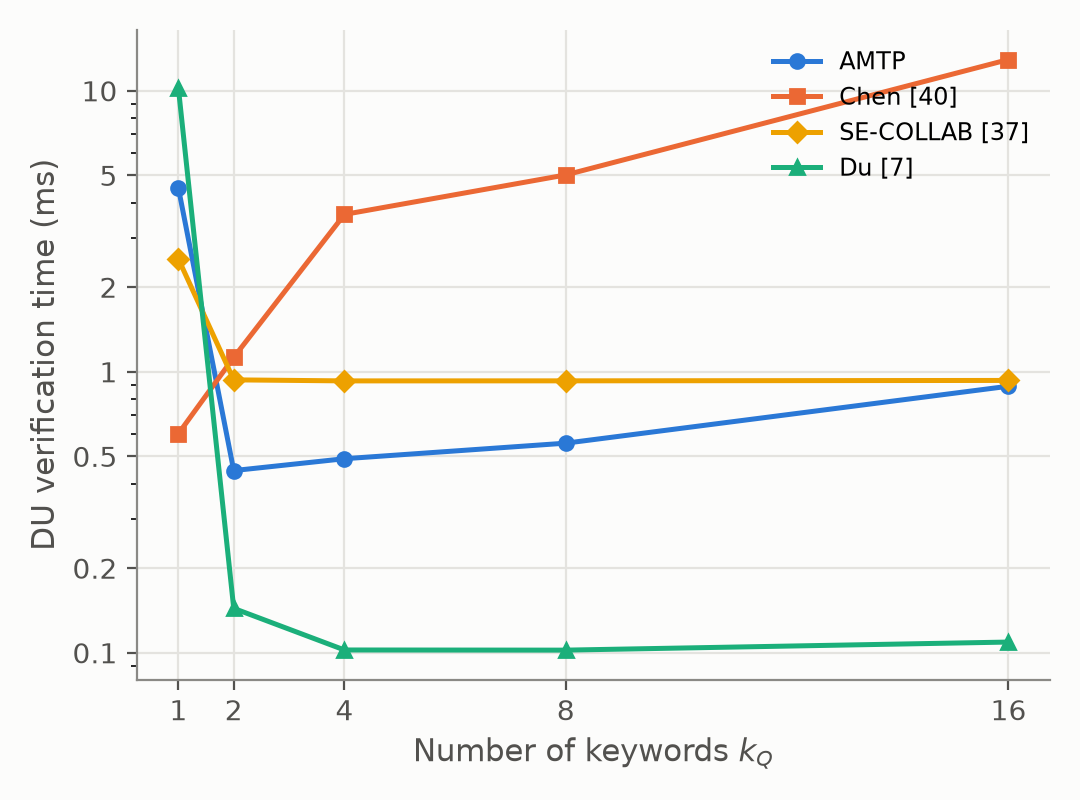 AMTP
Chen [40]
SE-COLLAB [37]
Du [7]
DU verification time (ms)
10
5
2
1
0.5
0.2
0.1
1 2 4 8 16
Number of keywords k_Q